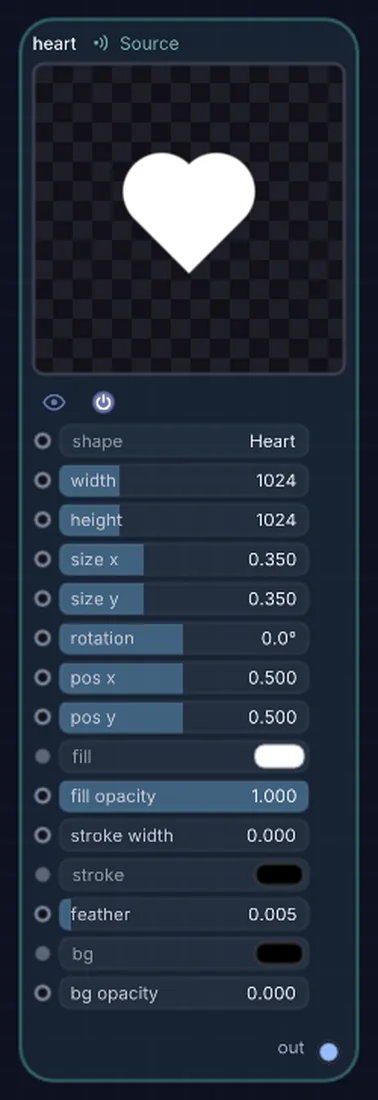 heart Source
shape Heart
width 1024
height 1024
size x 0.350
size y 0.350
rotation 0.0°
pos x 0.500
pos y 0.500
fill
fill opacity 1.000
stroke width 0.000
stroke
feather 0.005
bg
bg opacity 0.000
out